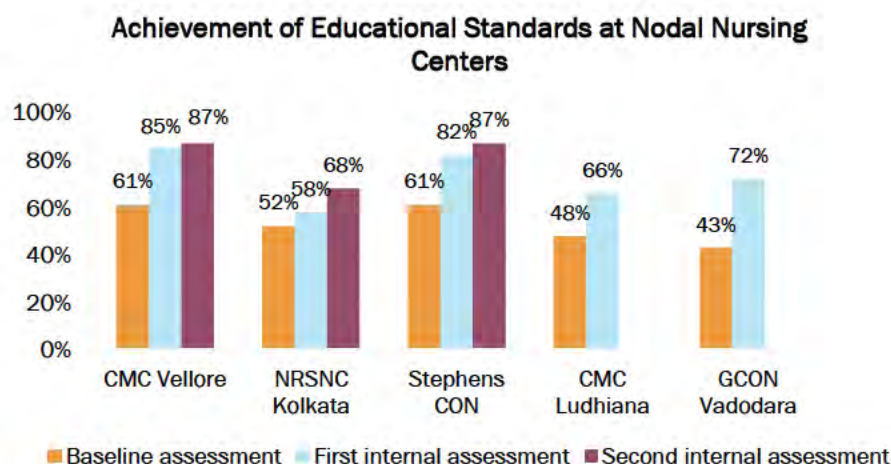 Achievement of Educational Standards at Nodal Nursing
Centers
100%
80%
60%
40%
20%
0%
61%
85%
87%
52%
58%
68%
61%
82%
87%
48%
66%
43%
72%
CMC Vellore
NRSNC
Kolkata
Stephens
CON
CMC
Ludhiana
GCON
Vadodara
Baseline assessment First internal assessment Second internal assessment